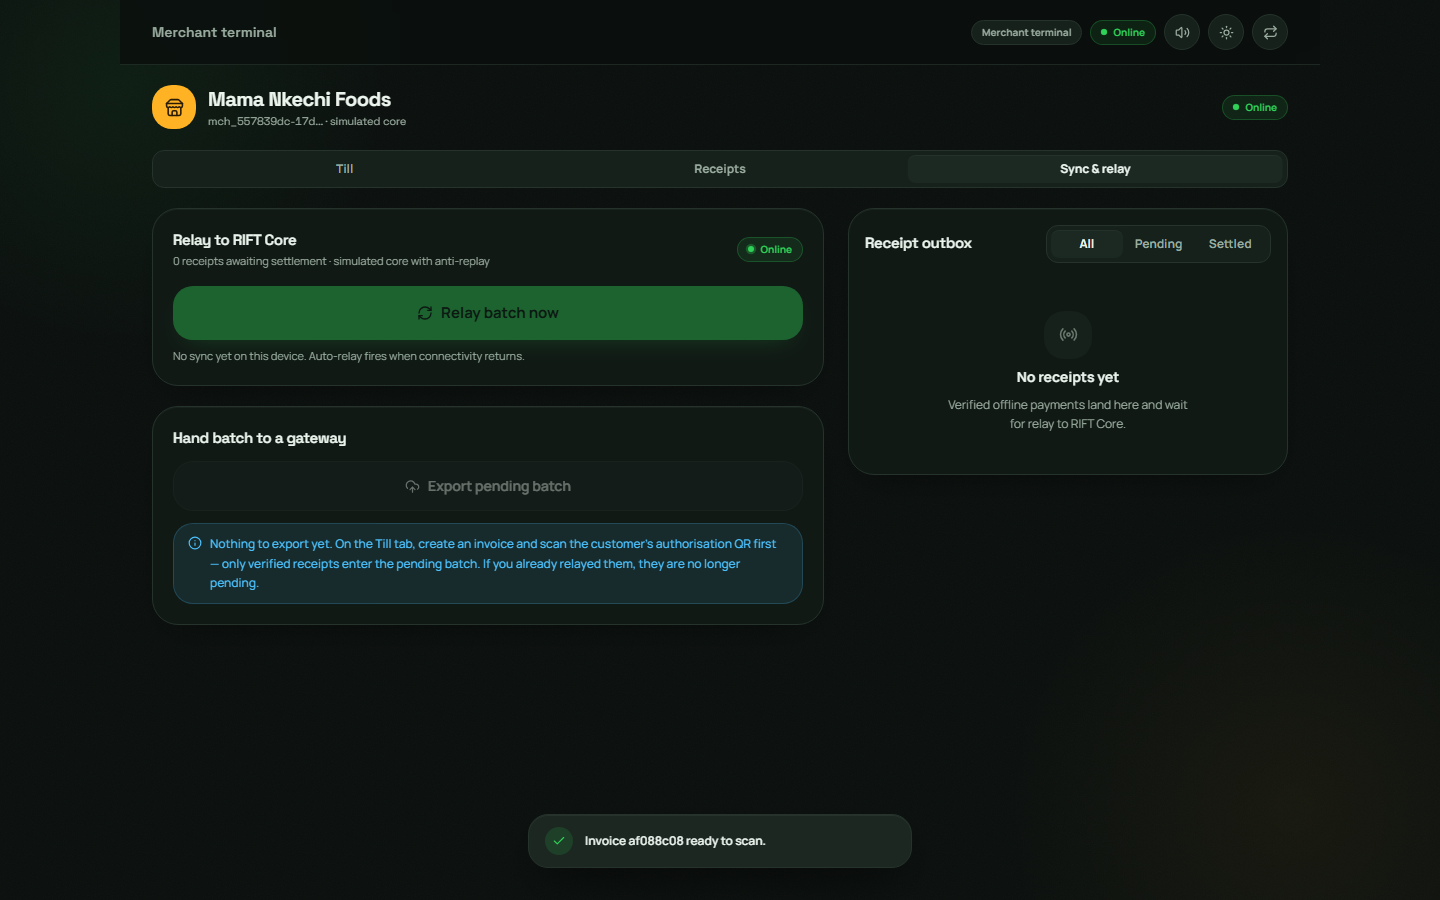 Merchant terminal
Merchant terminal
Online
Mama Nkechi Foods
mch_557839dc-17d... · simulated core
Online
Till
Receipts
Sync & relay
Relay to RIFT Core
0 receipts awaiting settlement · simulated core with anti-replay
Online
Relay batch now
No sync yet on this device. Auto-relay fires when connectivity returns.
Hand batch to a gateway
Export pending batch
Nothing to export yet. On the Till tab, create an invoice and scan the customer's authorisation QR first
— only verified receipts enter the pending batch. If you already relayed them, they are no longer
pending.
Receipt outbox
All
Pending
Settled
No receipts yet
Verified offline payments land here and wait
for relay to RIFT Core.
Invoice af088c08 ready to scan.